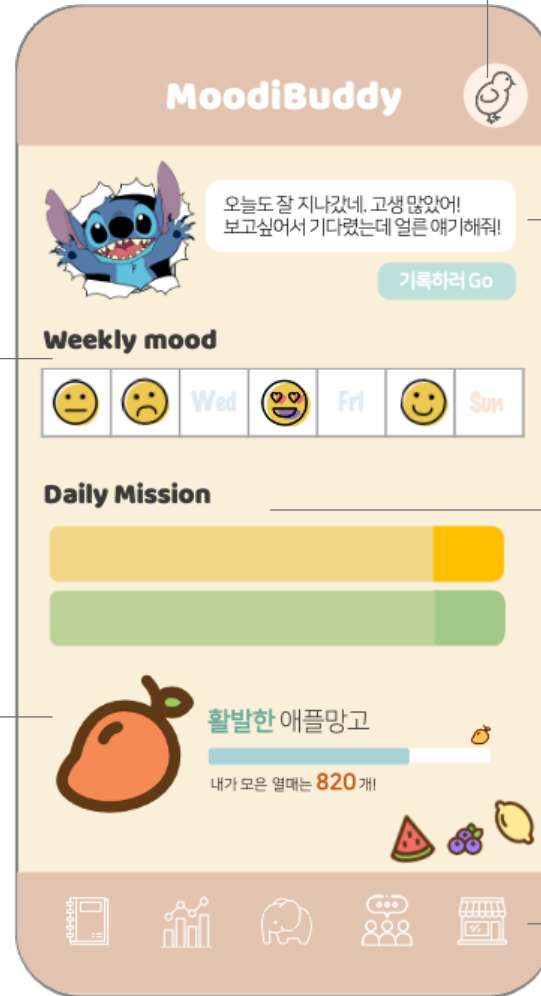 MoodiBuddy
오늘도 잘 지나갔네, 고생 많았어!
보고싶어서 기다렸는데 얼른 얘기해줘!
기록하러 Go
Weekly mood
Wed Fri Sun
Daily Mission
활발한 애플망고
내가 모은 열매는 820 개!